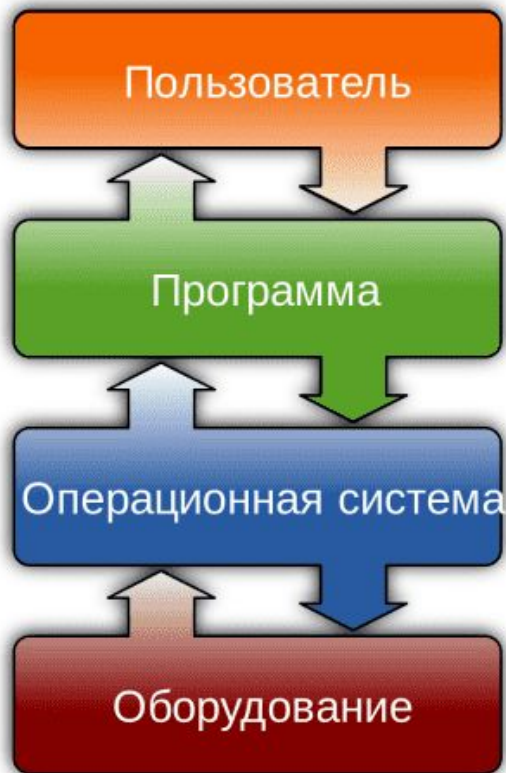 Пользователь
Программа
Операционная система
Оборудование